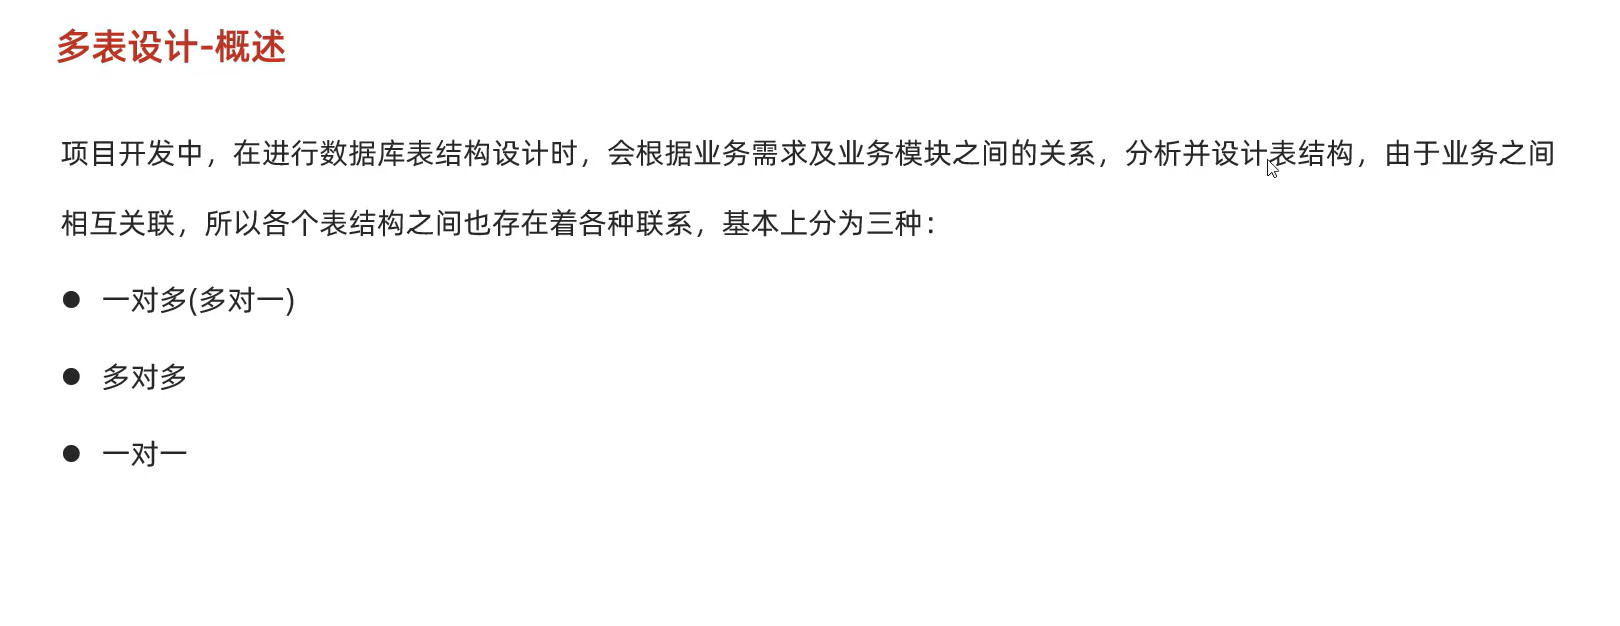 多表设计-概述
项目开发中，在进行数据库表结构设计时，会根据业务需求及业务模块之间的关系，分析并设计表结构，由于业务之间
相互关联，所以各个表结构之间也存在着各种联系，基本上分为三种：
● 一对多(多对一)
● 多对多
● 一对一